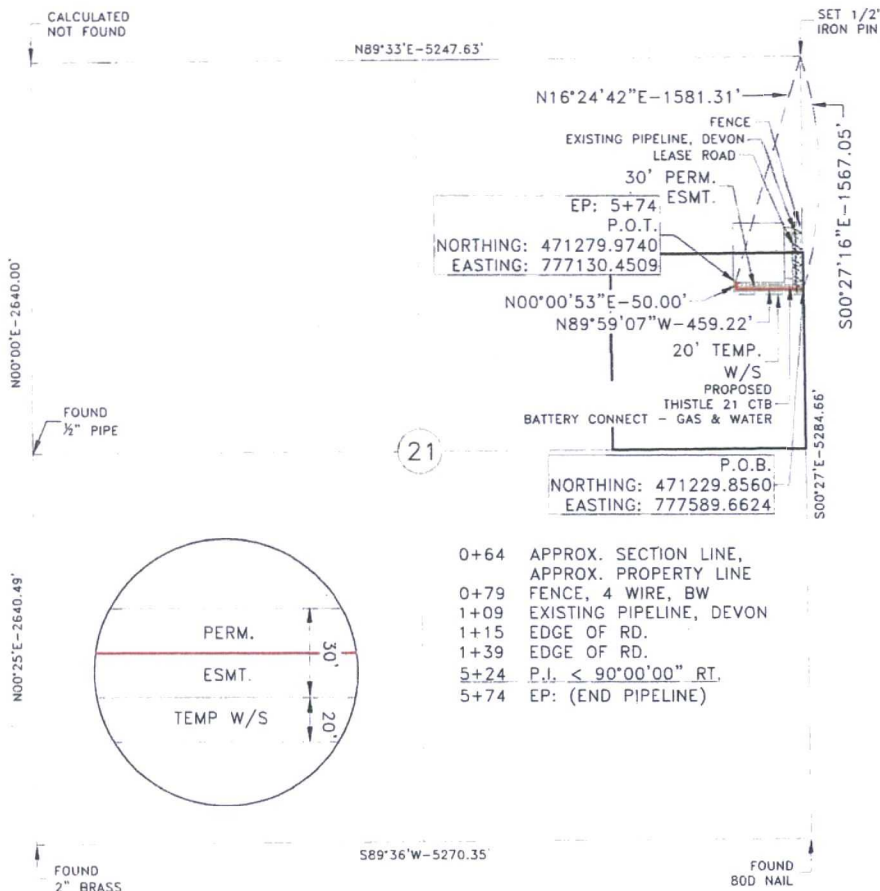 CALCULATED
NOT FOUND
SET 1/2"
IRON PIN
N89°33'E-5247.63'
N16°24'42"E-1581.31'
FENCE
EXISTING PIPELINE, DEVON
LEASE ROAD
30' PERM.
ESMT.
S00°27'16"E-1567.05'
EP: 5+74
P.O.T.
NORTHING: 471279.9740
EASTING: 777130.4509
N00°00'53"E-50.00'
N89°59'07"W-459.22'
20' TEMP.
W/S
PROPOSED
THISTLE 21 CTB
BATTERY CONNECT - GAS & WATER
N00°00'E-2640.00'
FOUND
½" PIPE
21
P.O.B.
NORTHING: 471229.8560
EASTING: 777589.6624
S00°27'E-5284.66'
0+64 APPROX. SECTION LINE,
APPROX. PROPERTY LINE
0+79 FENCE, 4 WIRE, BW
1+09 EXISTING PIPELINE, DEVON
1+15 EDGE OF RD.
1+39 EDGE OF RD.
5+24 P.I. < 90°00'00" RT.
5+74 EP: (END PIPELINE)
PERM.
30'
ESMT.
TEMP W/S
20'
N00°25'E-2640.49'
S89°36'W-5270.35'
FOUND
2" BRASS
FOUND
80D NAIL